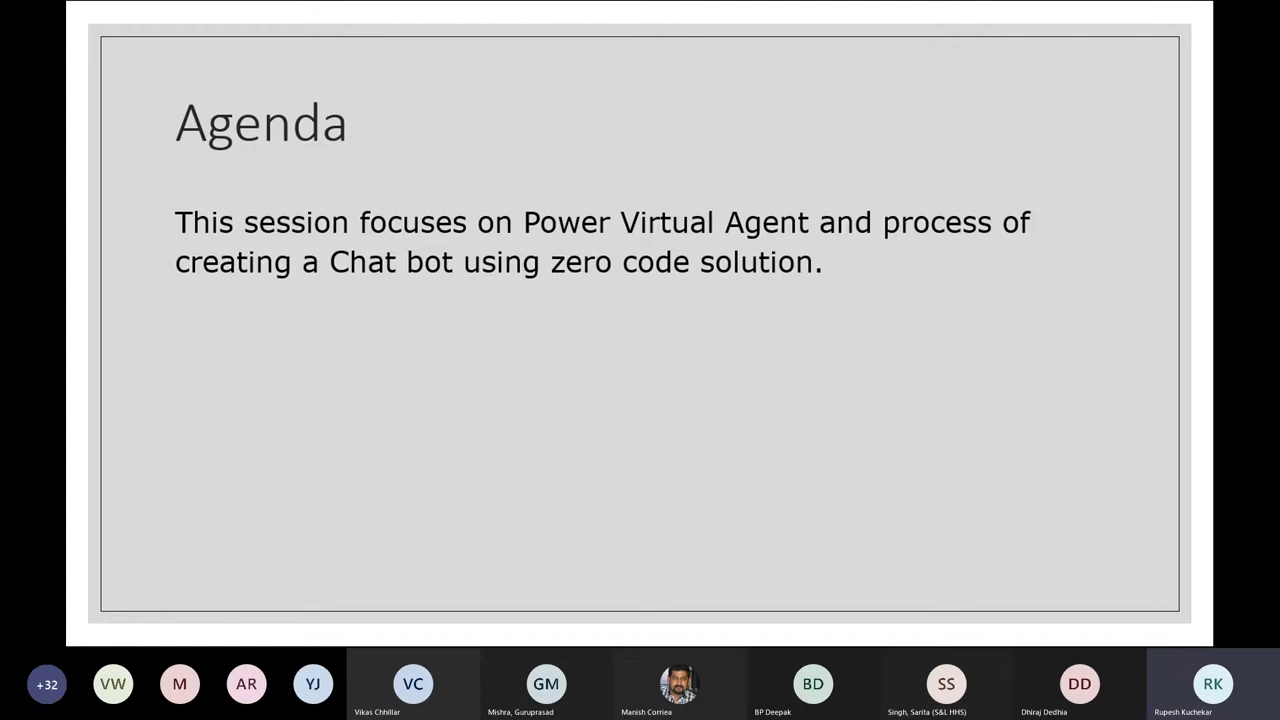 Agenda
This session focuses on Power Virtual Agent and process of
creating a Chat bot using zero code solution.
+32
VW
M
AR
YJ
VC
GM
BD
SS
DD
RK
Vikas Chhillar
Mishra, Guruprasad
Manish Corriea
BP Deepak
Singh, Sarita (S&L HHS)
Dhiraj Dedhia
Rupesh Kuchekar